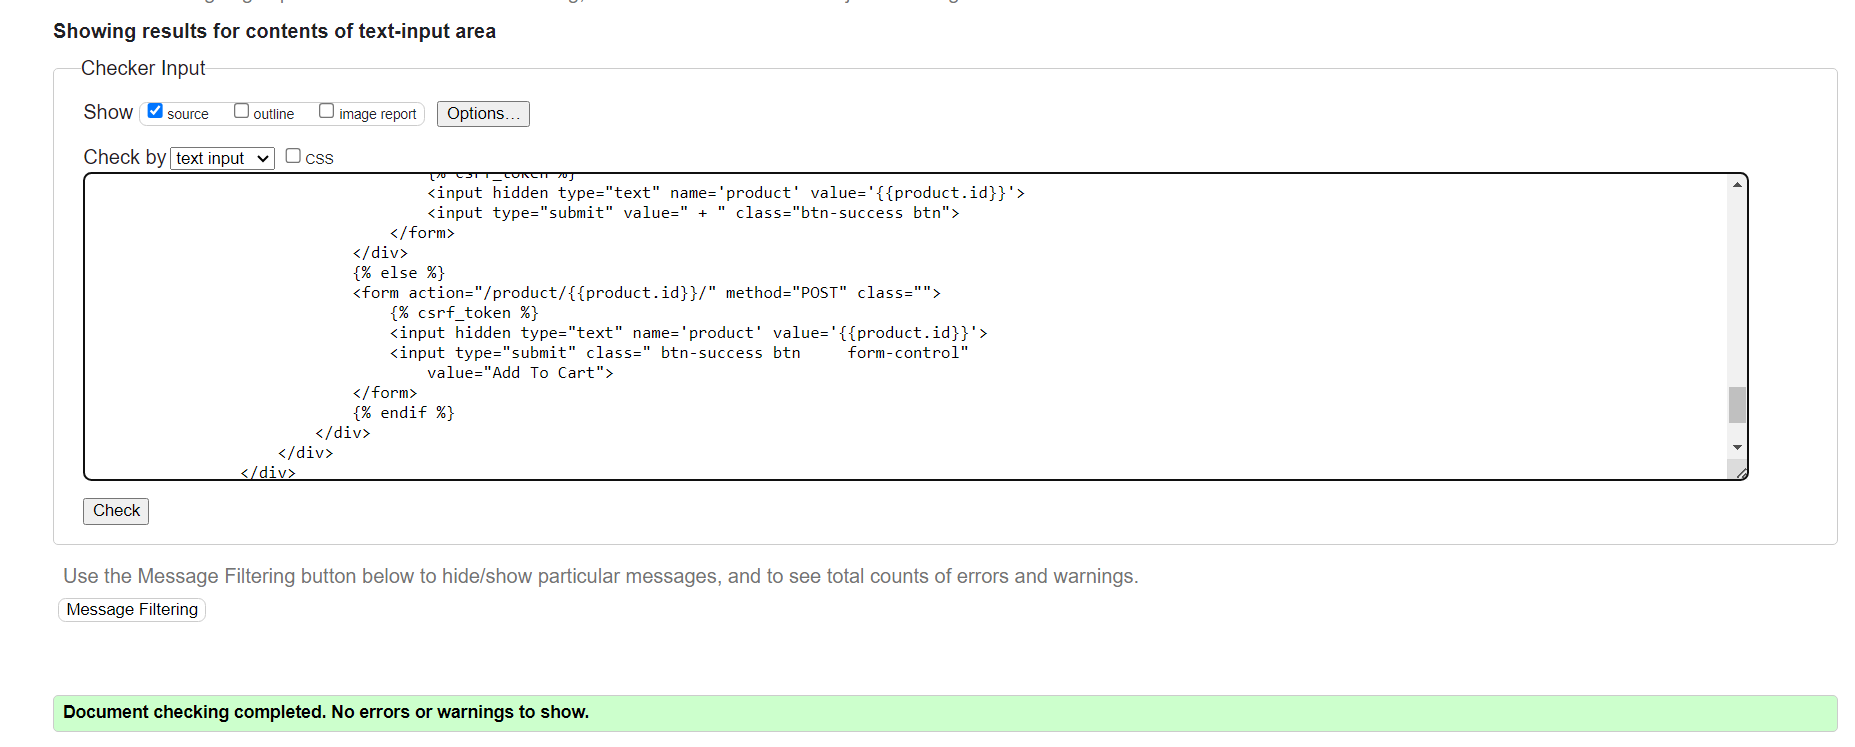 Showing results for contents of text-input area
Checker Input
Show source outline image report Options...
Check by text input CSS
{% csrf_token %}
<input hidden type="text" name='product' value='{{product.id}}'>
<input type="submit" value=" + " class="btn-success btn">
</form>
</div>
{% else %}
<form action="/product/{{product.id}}/" method="POST" class="">
{% csrf_token %}
<input hidden type="text" name='product' value='{{product.id}}'>
<input type="submit" class=" btn-success btn     form-control"
value="Add To Cart">
</form>
{% endif %}
</div>
</div>
</div>
Check
Use the Message Filtering button below to hide/show particular messages, and to see total counts of errors and warnings.
Message Filtering
Document checking completed. No errors or warnings to show.